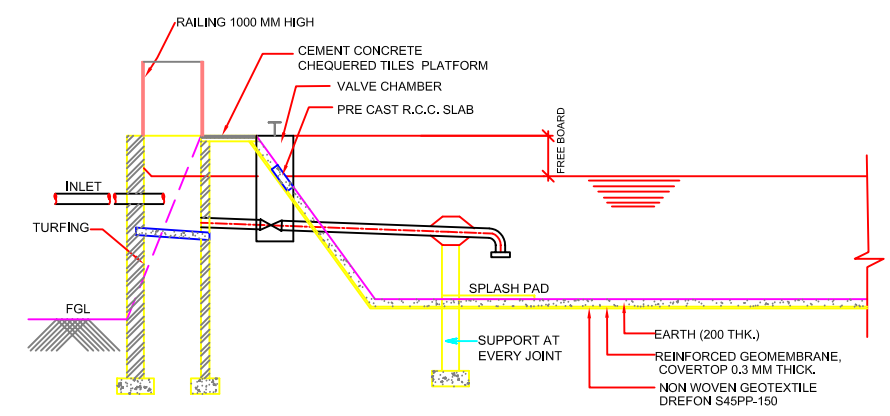 RAILING 1000 MM HIGH
CEMENT CONCRETE
CHEQUERED TILES PLATFORM
VALVE CHAMBER
PRE CAST R.C.C. SLAB
FREE BOARD
INLET
TURFING
FGL
SPLASH PAD
SUPPORT AT
EVERY JOINT
EARTH (200 THK.)
REINFORCED GEOMEMBRANE,
COVERTOP 0.3 MM THICK.
NON WOVEN GEOTEXTILE
DREFON S45PP-150